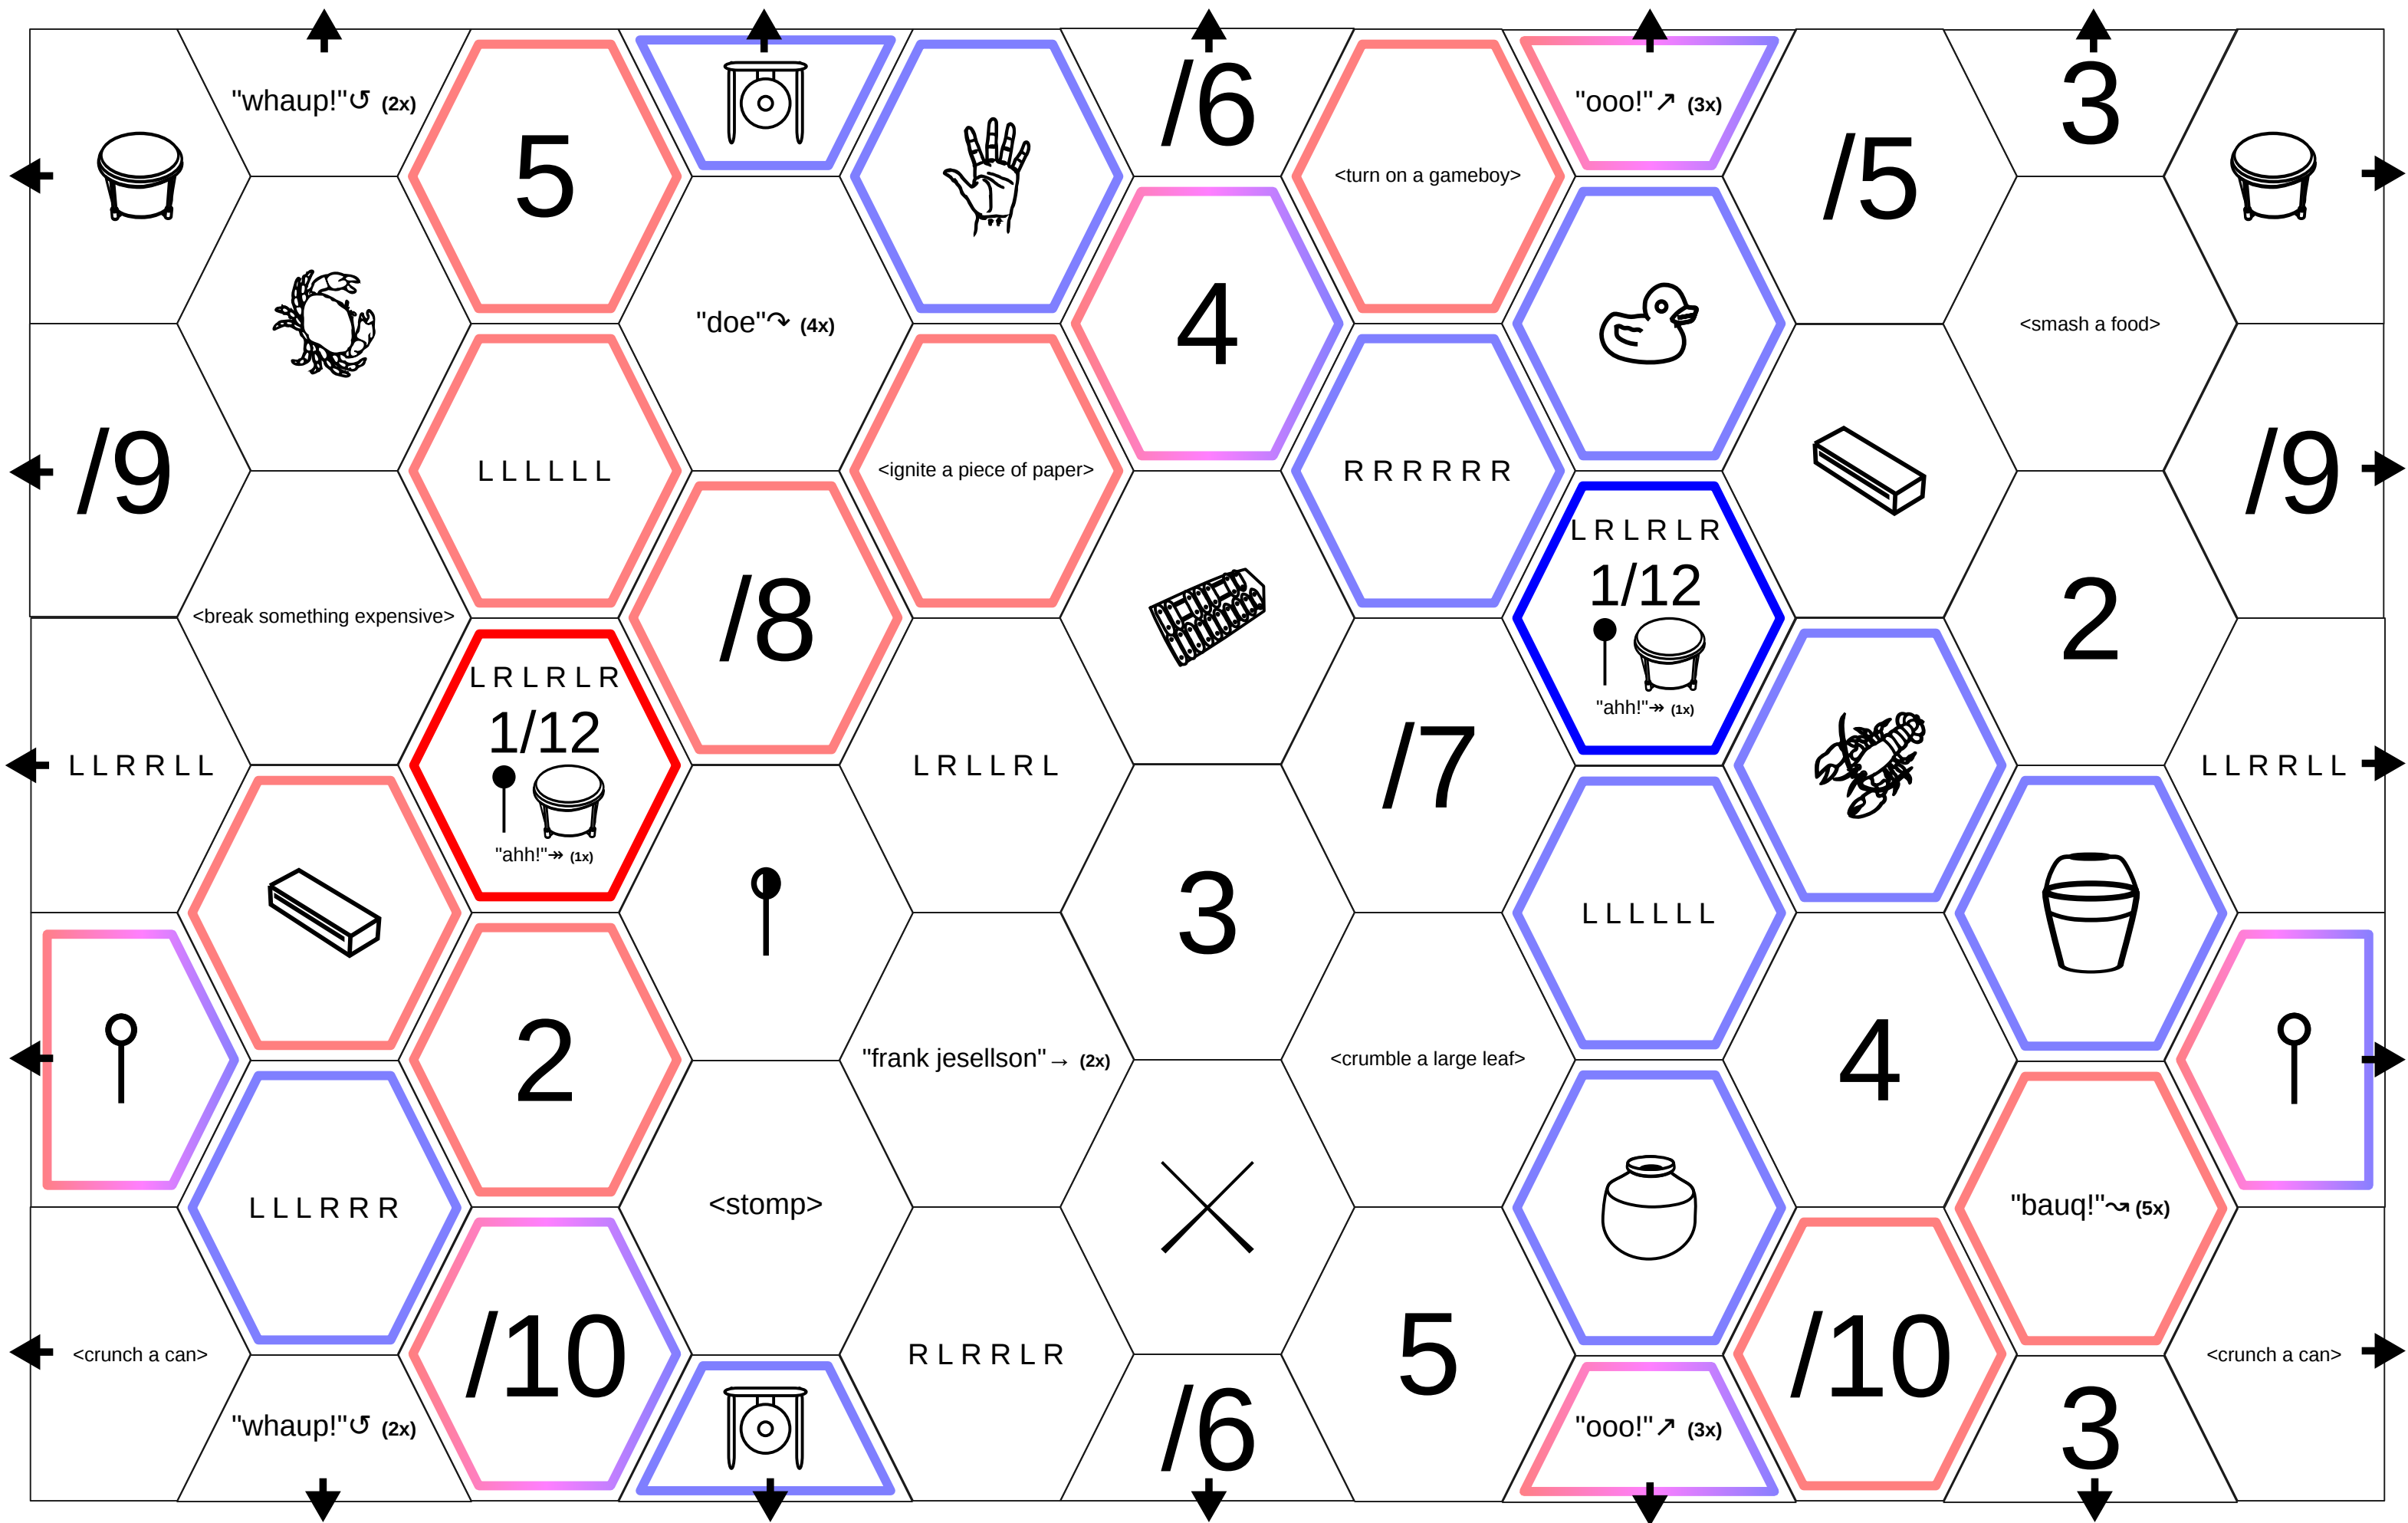 "whaup!"↺ (2x)
5
/6
<turn on a gameboy>
"ooo!"↗ (3x)
/5
3
"doe"↷ (4x)
4
<smash a food>
/9
L L L L L L
<ignite a piece of paper>
R R R R R R
/9
<break something expensive>
/8
L R L R L R
1/12
"ahh!"↠ (1x)
2
L L R R L L
L R L R L R
1/12
"ahh!"↠ (1x)
L R L L R L
/7
L L R R L L
3
L L L L L L
2
"frank jesellson"→ (2x)
<crumble a large leaf>
4
L L L R R R
<stomp>
"bauq!"↝ (5x)
<crunch a can>
/10
R L R R L R
5
/10
<crunch a can>
"whaup!"↺ (2x)
/6
"ooo!"↗ (3x)
3